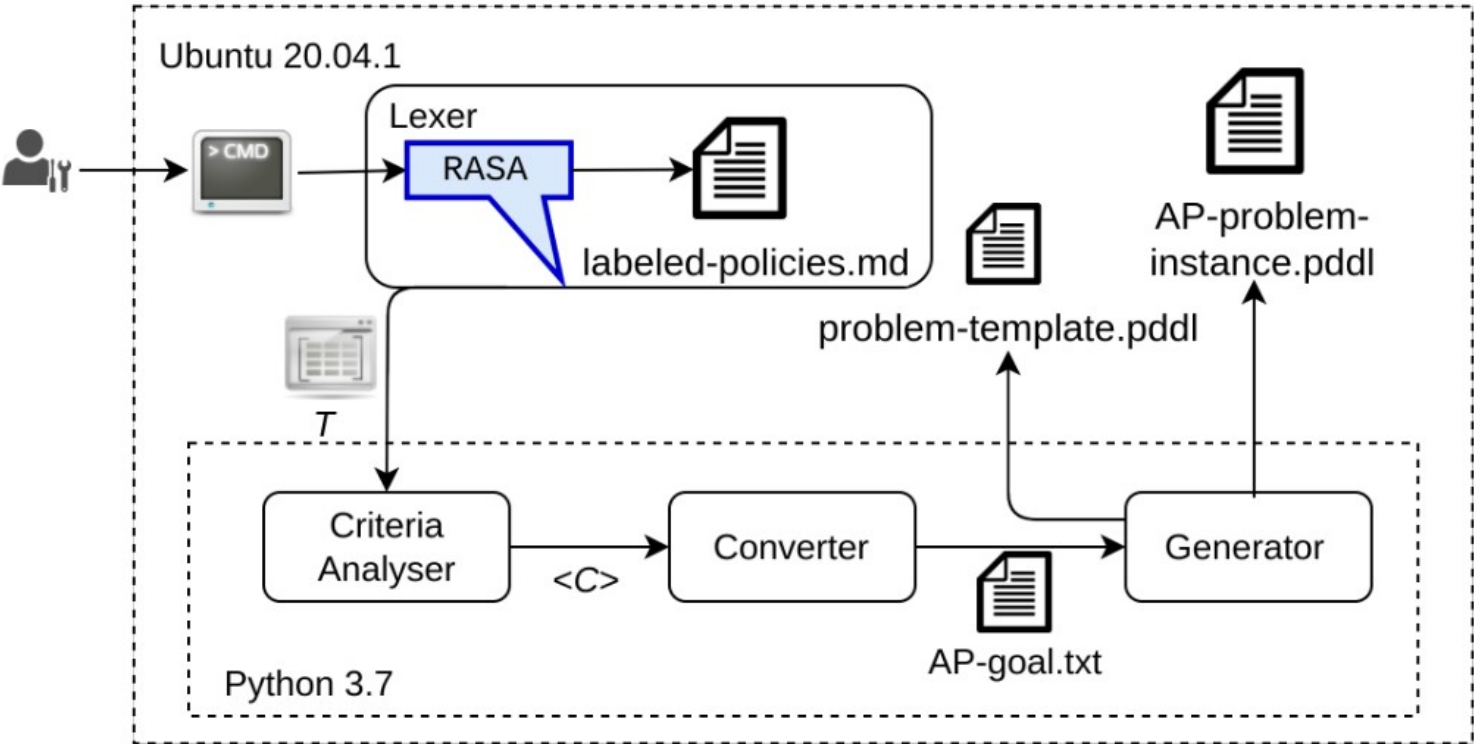 Ubuntu 20.04.1
> CMD
Lexer
RASA
labeled-policies.md
AP-problem-
instance.pddl
problem-template.pddl
T
Criteria
Analyser
<C>
Converter
Generator
AP-goal.txt
Python 3.7